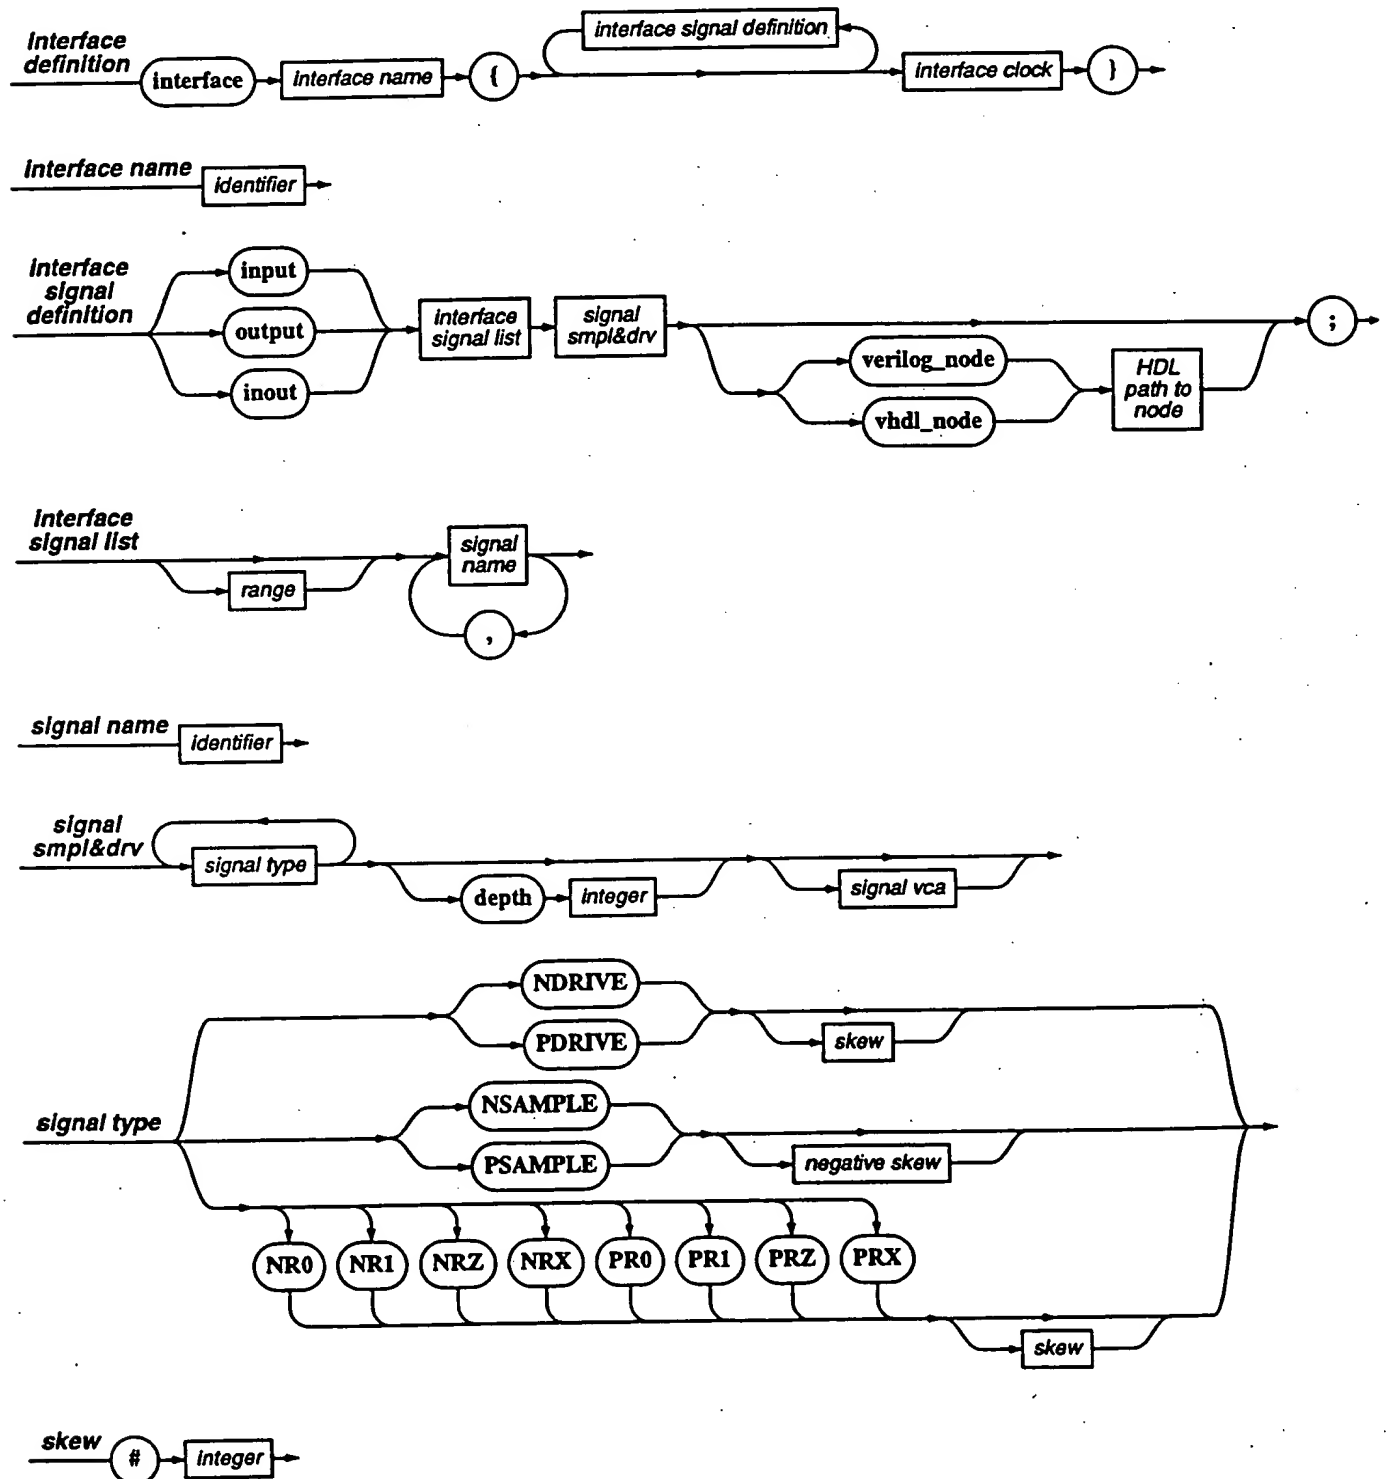 Interface definition
interface
interface name
{
interface signal definition
interface clock
}
interface name
identifier
interface signal definition
input
output
inout
interface signal list
signal smpl&drv
verilog_node
vhdl_node
HDL path to node
;
interface signal list
range
signal name
,
signal name
identifier
signal smpl&drv
signal type
depth
integer
signal vca
signal type
NDRIVE
PDRIVE
skew
NSAMPLE
PSAMPLE
negative skew
NR0
NR1
NRZ
NRX
PR0
PR1
PRZ
PRX
skew
skew
#
integer